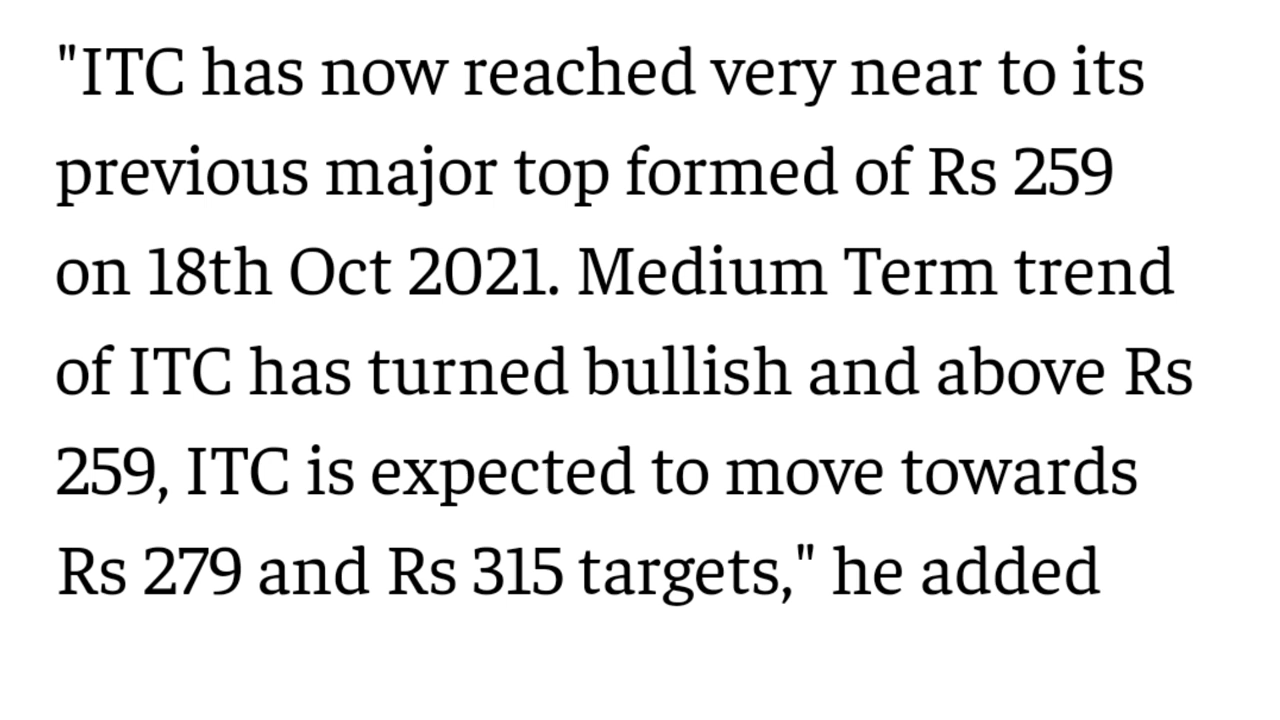 "ITC has now reached very near to its
previous major top formed of Rs 259
on 18th Oct 2021. Medium Term trend
of ITC has turned bullish and above Rs
259, ITC is expected to move towards
Rs 279 and Rs 315 targets," he added